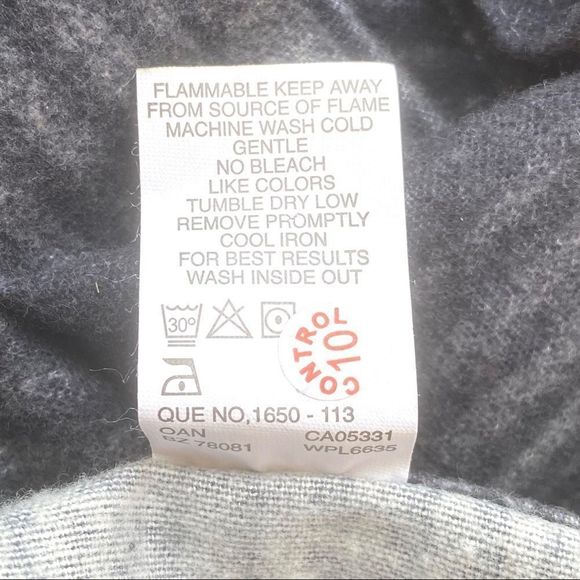 FLAMMABLE KEEP AWAY
FROM SOURCE OF FLAME
MACHINE WASH COLD
GENTLE
NO BLEACH
LIKE COLORS
TUMBLE DRY LOW
REMOVE PROMPTLY
COOL IRON
FOR BEST RESULTS
WASH INSIDE OUT
30°
CONTROL
10
QUE NO,1650 - 113
OAN CA05331
BZ 78081 WPL6635